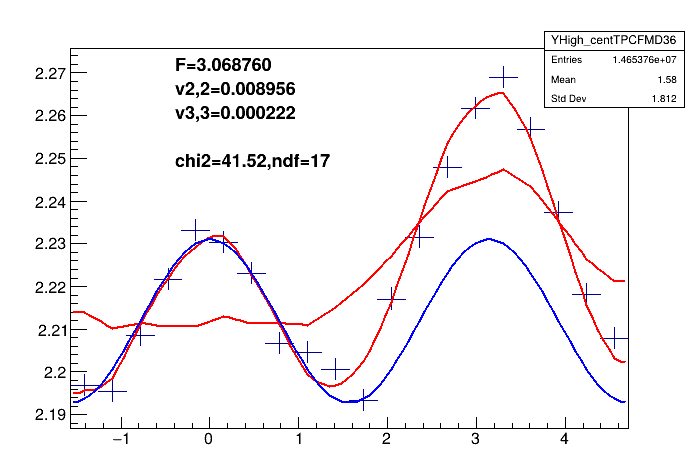 YHigh_centTPCFMD36
Entries 1.465376e+07
Mean 1.58
Std Dev 1.812
F=3.068760
v2,2=0.008956
v3,3=0.000222
chi2=41.52,ndf=17
2.27
2.26
2.25
2.24
2.23
2.22
2.21
2.2
2.19
−1 0 1 2 3 4